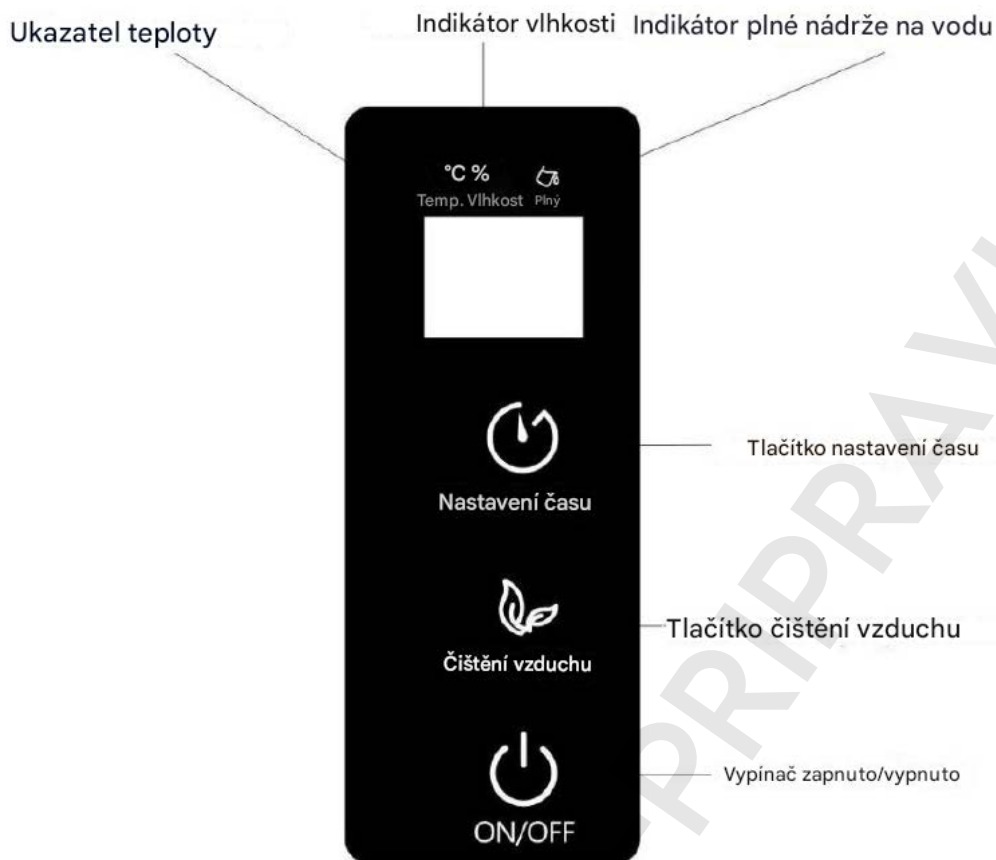 Ukazatel teploty
Indikátor vlhkosti
Indikátor plné nádrže na vodu
°C %
Temp. Vlhkost Plný
Tlačítko nastavení času
Nastavení času
Tlačítko čištění vzduchu
Čištění vzduchu
Vypínač zapnuto/vypnuto
ON/OFF